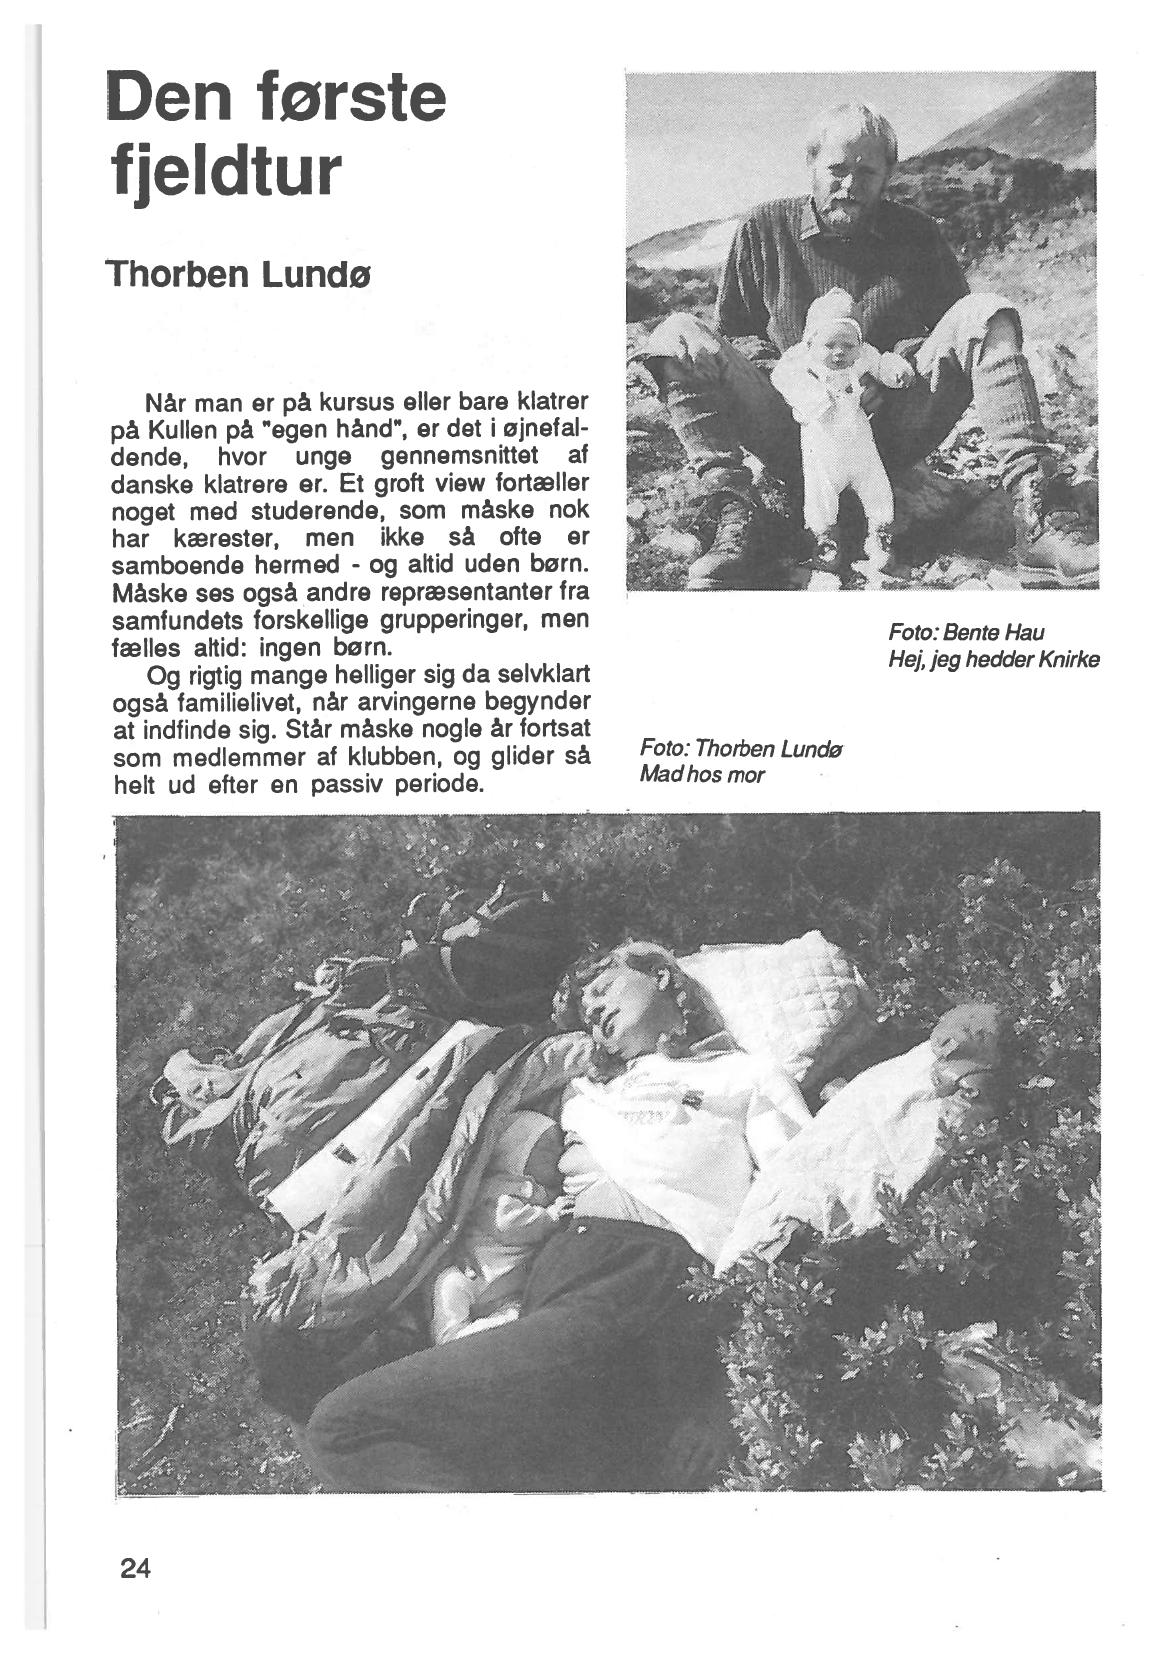 Den første
fjeldtur
Thorben Lundø
Når man er på kursus eller bare klatrer
på Kullen på "egen hånd", er det i øjnefal-
dende, hvor unge gennemsnittet af
danske klatrere er. Et groft view fortæller
noget med studerende, som måske nok
har kærester, men ikke så ofte er
samboende hermed - og altid uden børn.
Måske ses også andre repræsentanter fra
samfundets forskellige grupperinger, men
fælles altid: ingen børn.
Og rigtig mange helliger sig da selvklart
også familielivet, når arvingerne begynder
at indfinde sig. Står måske nogle år fortsat
som medlemmer af klubben, og glider så
helt ud efter en passiv periode.
Foto: Bente Hau
Hej, jeg hedder Knirke
Foto: Thorben Lundø
Mad hos mor
24